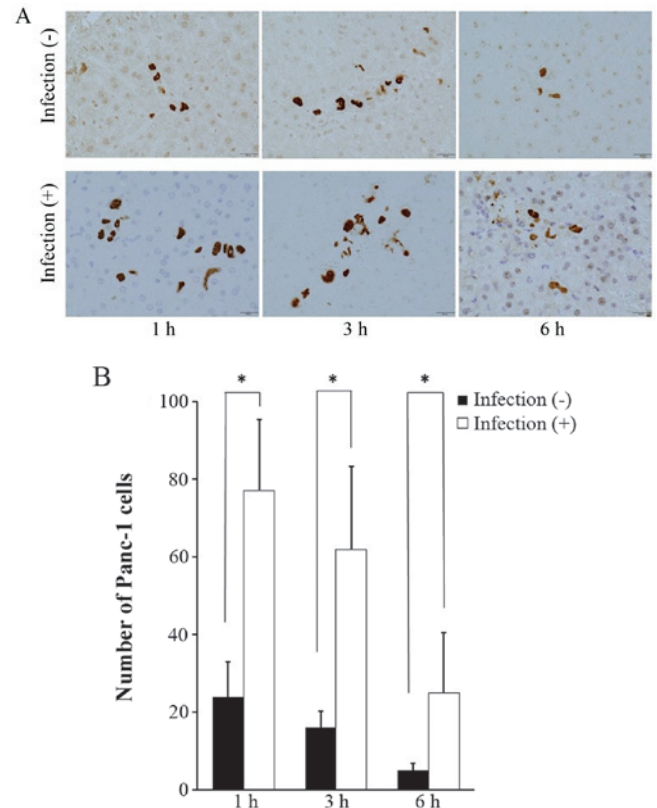 A
Infection (-)
Infection (+)
1 h
3 h
6 h
B
* * *
Infection (-)
Infection (+)
Number of Panc-1 cells
100
80
60
40
20
0
1 h
3 h
6 h